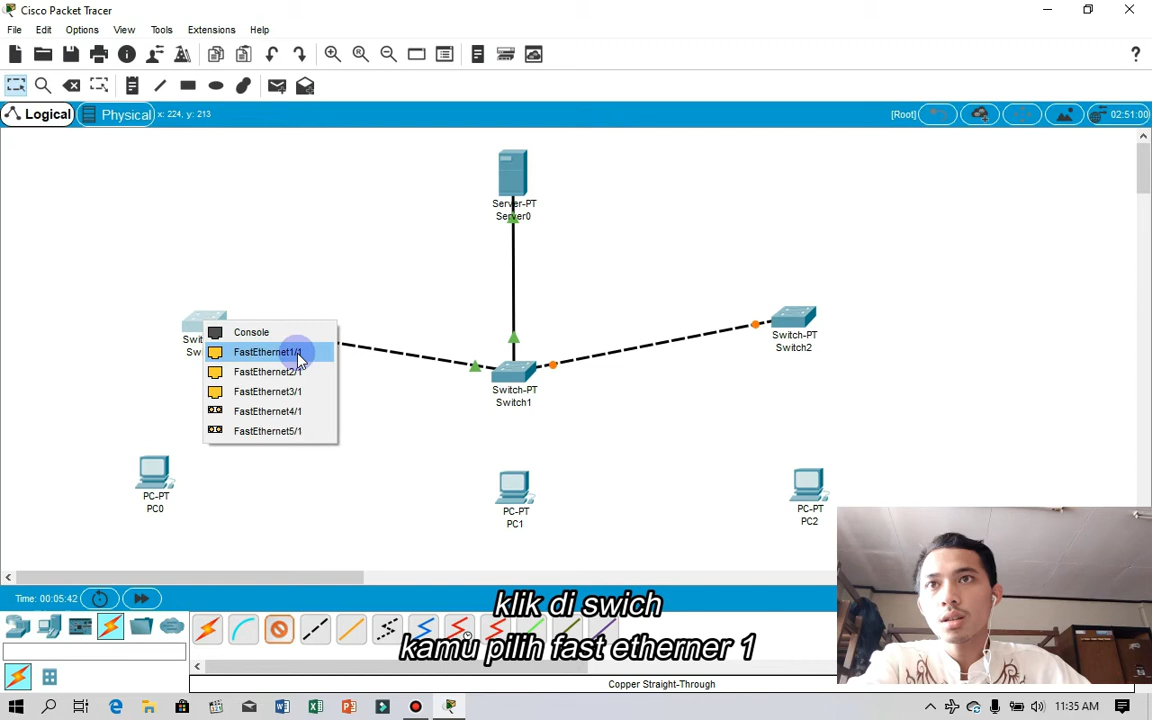 Cisco Packet Tracer
File Edit Options View Tools Extensions Help
?
Logical Physical x: 224, y: 213 [Root] 02:51:00
Server-PT
Server0
Console
FastEthernet1/1
FastEthernet2/1
FastEthernet3/1
FastEthernet4/1
FastEthernet5/1
Switch-PT
Switch2
Switch-PT
Switch1
PC-PT
PC0
PC-PT
PC1
PC-PT
PC2
Time: 00:05:42
klik di swich
kamu pilih fast etherner 1
Copper Straight-Through
11:35 AM